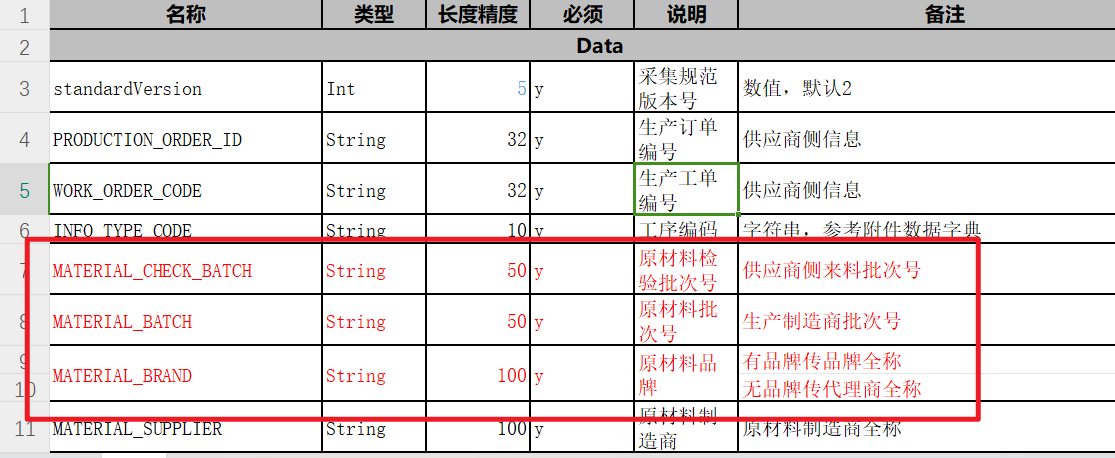 1 名称 类型 长度精度 必须 说明 备注
2 Data
3 standardVersion Int 5 y 采集规范版本号 数值，默认2
4 PRODUCTION_ORDER_ID String 32 y 生产订单编号 供应商侧信息
5 WORK_ORDER_CODE String 32 y 生产工单编号 供应商侧信息
6 INFO_TYPE_CODE String 10 y 工序编码 字符串，参考附件数据字典
7 MATERIAL_CHECK_BATCH String 50 y 原材料检验批次号 供应商侧来料批次号
8 MATERIAL_BATCH String 50 y 原材料批次号 生产制造商批次号
9 MATERIAL_BRAND String 100 y 原材料品牌 有品牌传品牌全称
10 无品牌传代理商全称
11 MATERIAL_SUPPLIER String 100 y 原材料制造商 原材料制造商全称